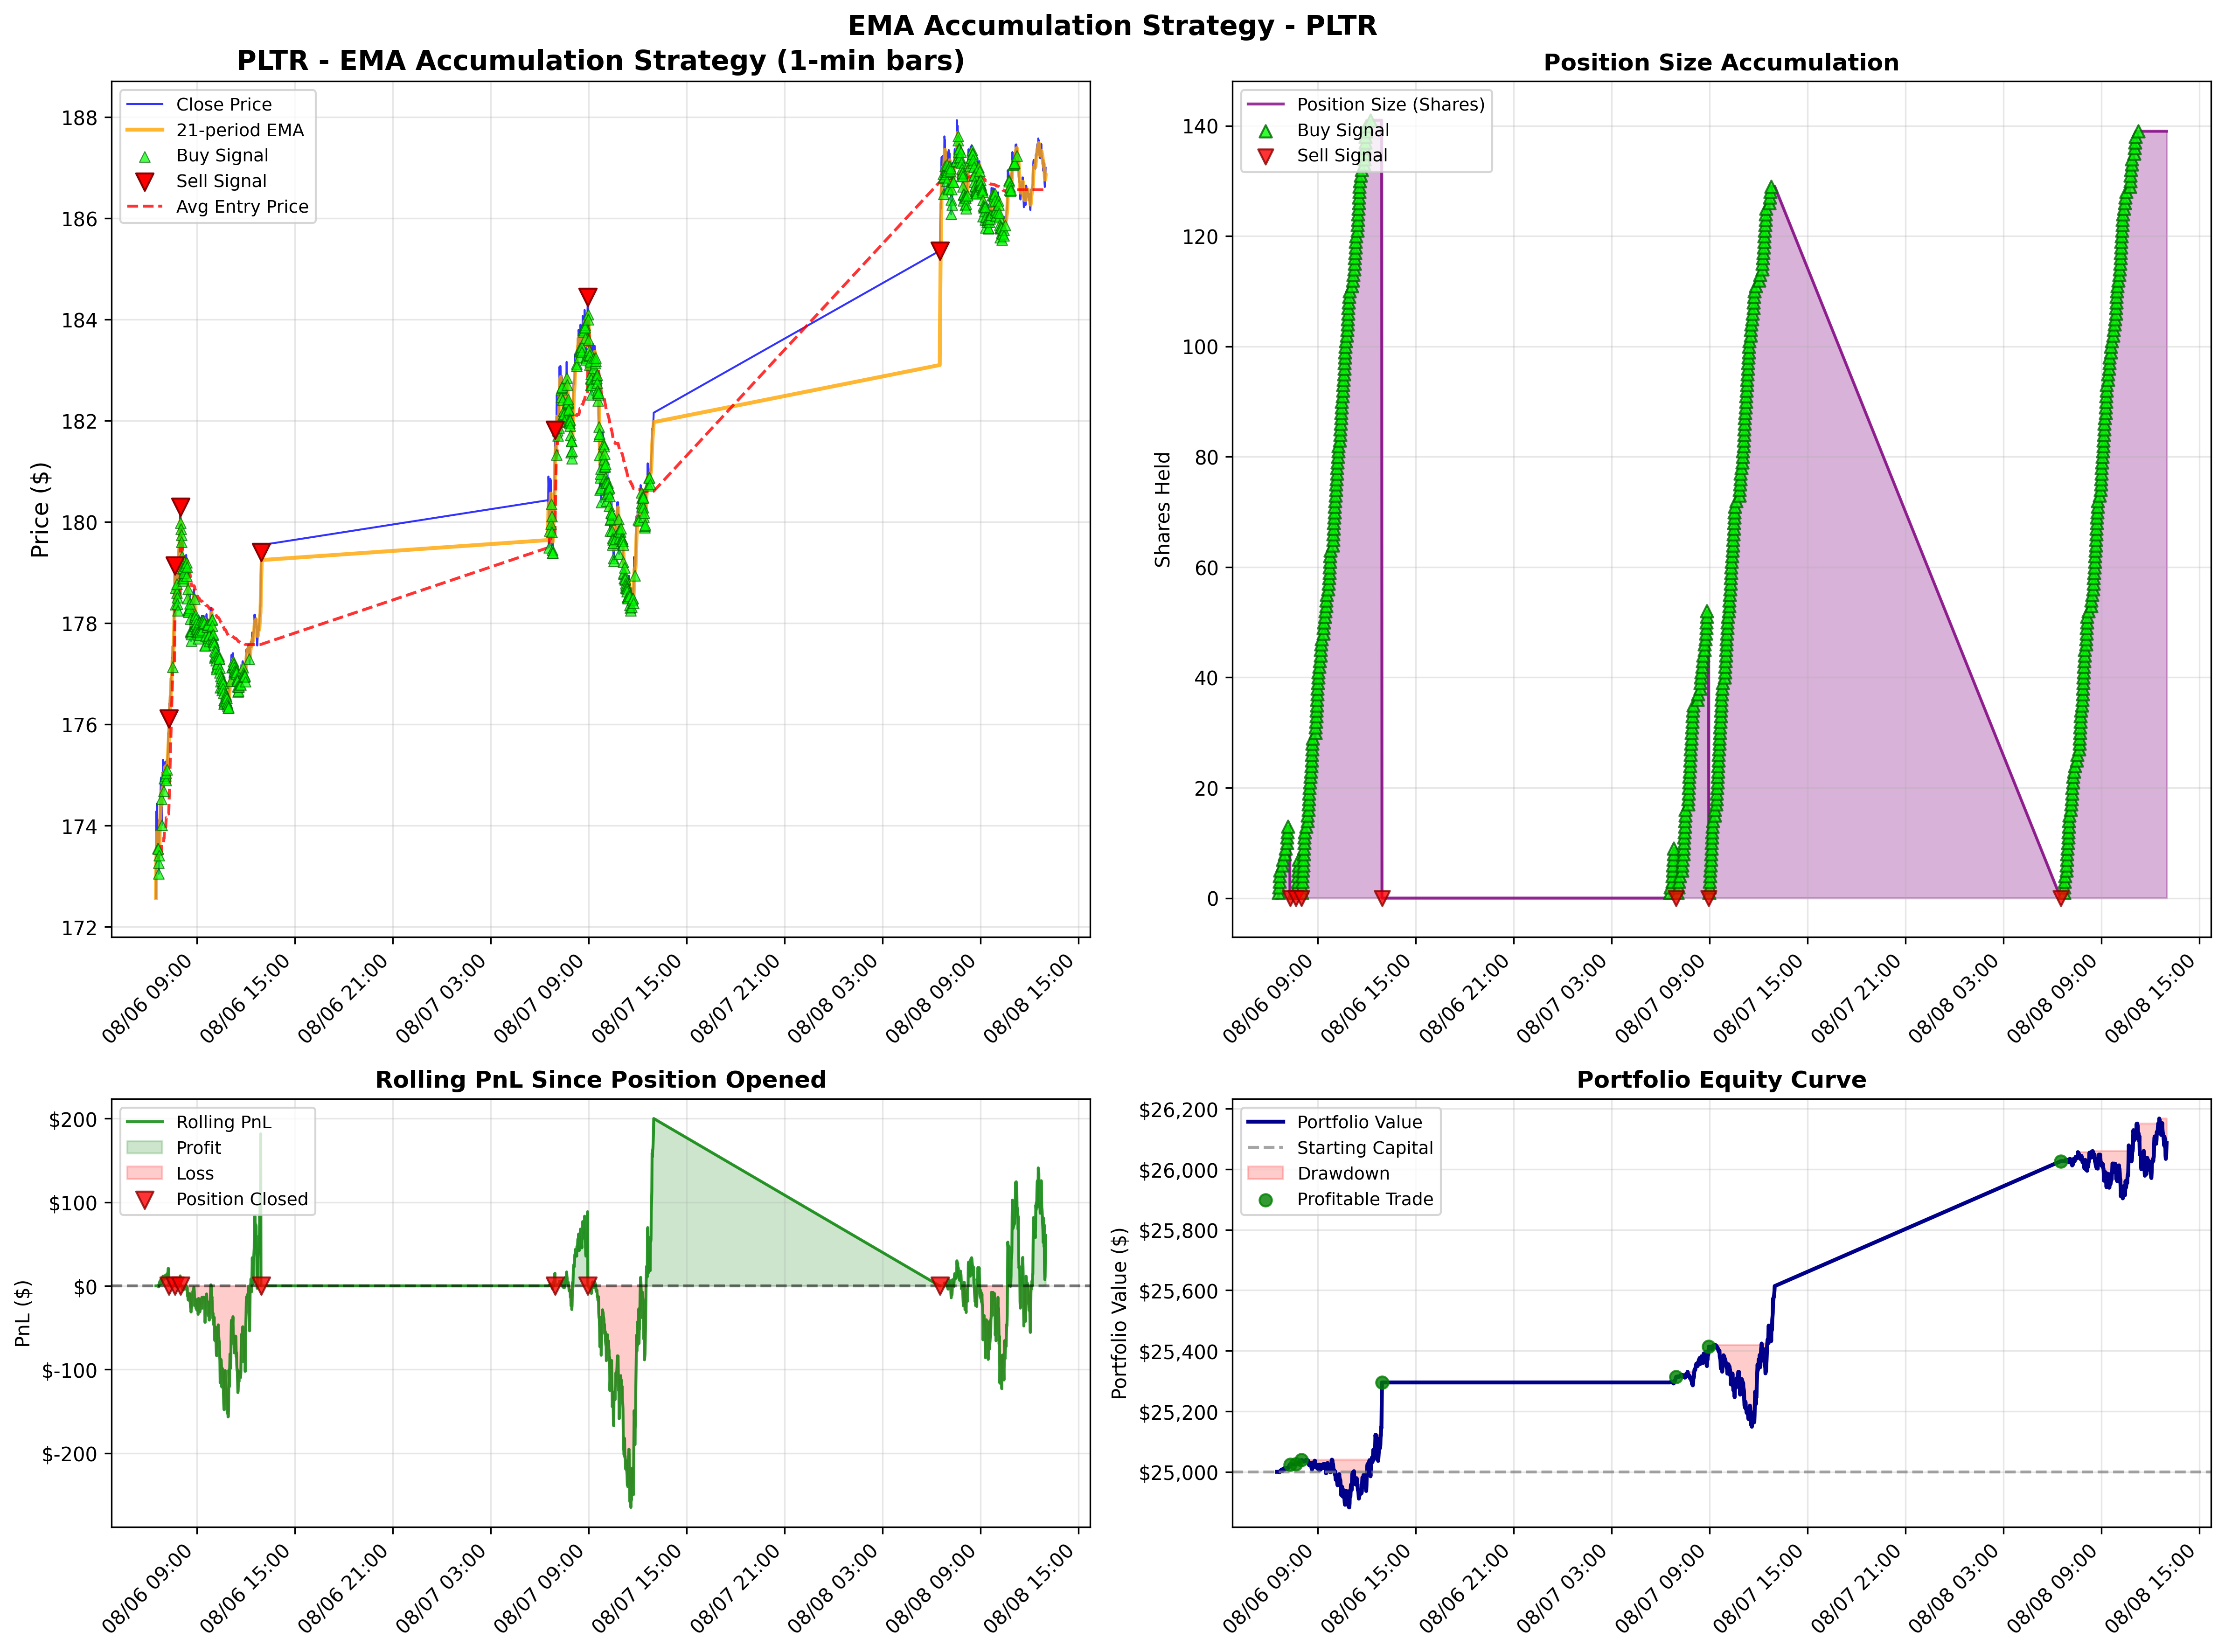 EMA Accumulation Strategy - PLTR
PLTR - EMA Accumulation Strategy (1-min bars)
Close Price
21-period EMA
Buy Signal
Sell Signal
Avg Entry Price
Price ($)
188
186
184
182
180
178
176
174
172
08/06 09:00
08/06 15:00
08/06 21:00
08/07 03:00
08/07 09:00
08/07 15:00
08/07 21:00
08/08 03:00
08/08 09:00
08/08 15:00
Position Size Accumulation
Position Size (Shares)
Buy Signal
Sell Signal
Shares Held
140
120
100
80
60
40
20
0
08/06 09:00
08/06 15:00
08/06 21:00
08/07 03:00
08/07 09:00
08/07 15:00
08/07 21:00
08/08 03:00
08/08 09:00
08/08 15:00
Rolling PnL Since Position Opened
Rolling PnL
Profit
Loss
Position Closed
PnL ($)
$200
$100
$0
$-100
$-200
08/06 09:00
08/06 15:00
08/06 21:00
08/07 03:00
08/07 09:00
08/07 15:00
08/07 21:00
08/08 03:00
08/08 09:00
08/08 15:00
Portfolio Equity Curve
Portfolio Value
Starting Capital
Drawdown
Profitable Trade
Portfolio Value ($)
$26,200
$26,000
$25,800
$25,600
$25,400
$25,200
$25,000
08/06 09:00
08/06 15:00
08/06 21:00
08/07 03:00
08/07 09:00
08/07 15:00
08/07 21:00
08/08 03:00
08/08 09:00
08/08 15:00